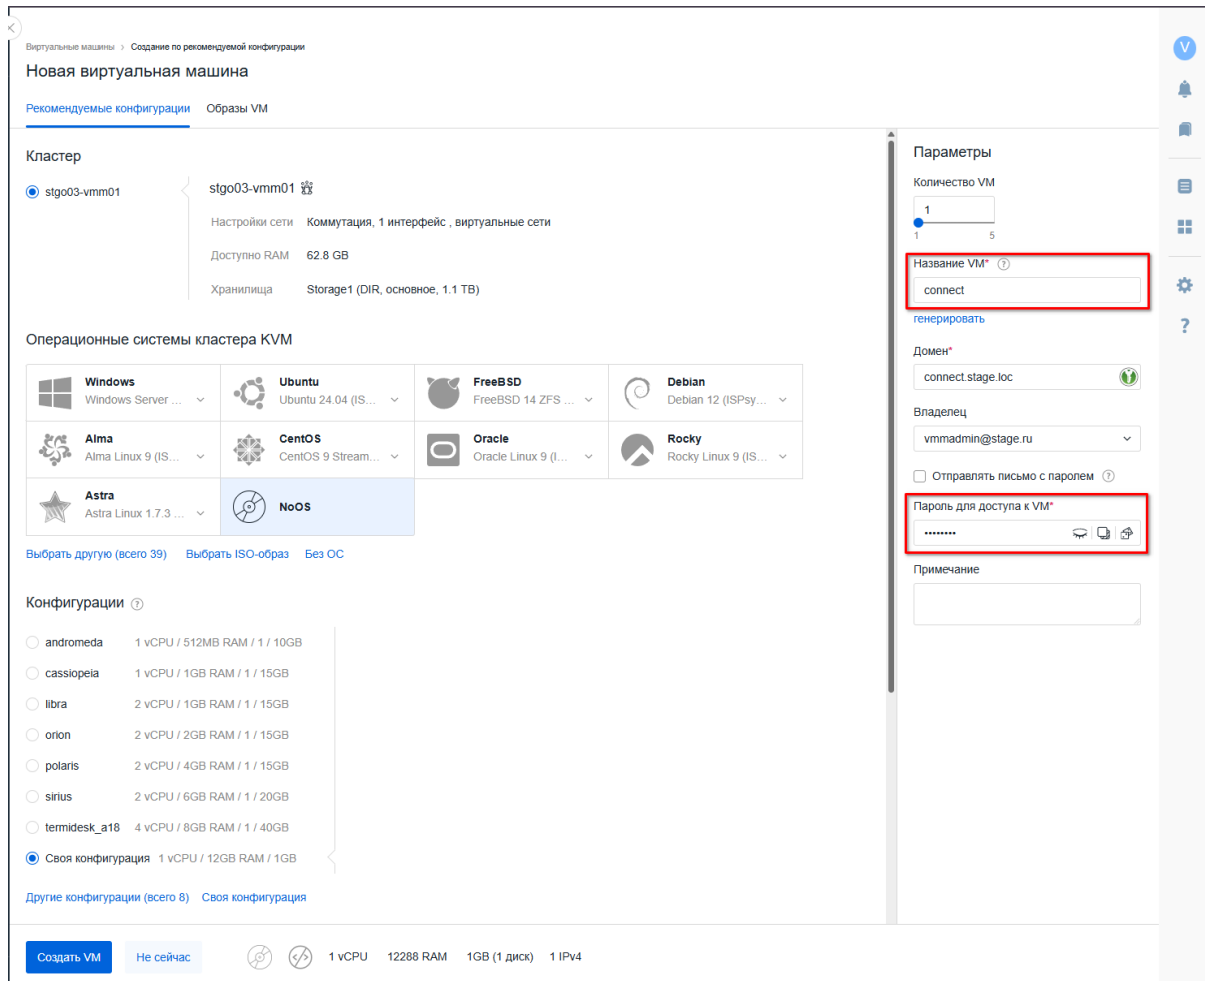 Виртуальные машины > Создание по рекомендуемой конфигурации
Новая виртуальная машина
Рекомендуемые конфигурации Образы VM
Кластер
stgo03-vmm01
stgo03-vmm01
Настройки сети Коммутация, 1 интерфейс , виртуальные сети
Доступно RAM 62.8 GB
Хранилища Storage1 (DIR, основное, 1.1 TB)
Операционные системы кластера KVM
Windows
Windows Server ...
Ubuntu
Ubuntu 24.04 (IS...
FreeBSD
FreeBSD 14 ZFS ...
Debian
Debian 12 (ISPsy...
Alma
Alma Linux 9 (IS...
CentOS
CentOS 9 Stream...
Oracle
Oracle Linux 9 (I...
Rocky
Rocky Linux 9 (IS...
Astra
Astra Linux 1.7.3 ...
NoOS
Выбрать другую (всего 39) Выбрать ISO-образ Без ОС
Конфигурации ?
andromeda 1 vCPU / 512MB RAM / 1 / 10GB
cassiopeia 1 vCPU / 1GB RAM / 1 / 15GB
libra 2 vCPU / 1GB RAM / 1 / 15GB
orion 2 vCPU / 2GB RAM / 1 / 15GB
polaris 2 vCPU / 4GB RAM / 1 / 15GB
sirius 2 vCPU / 6GB RAM / 1 / 20GB
termidesk_a18 4 vCPU / 8GB RAM / 1 / 40GB
Своя конфигурация 1 vCPU / 12GB RAM / 1GB
Другие конфигурации (всего 8) Своя конфигурация
Создать VM Не сейчас 1 vCPU 12288 RAM 1GB (1 диск) 1 IPv4
Параметры
Количество VM
1
1 5
Название VM* ?
connect
генерировать
Домен*
connect.stage.loc
Владелец
vmmadmin@stage.ru
Отправлять письмо с паролем ?
Пароль для доступа к VM*
••••••••
Примечание
V
?